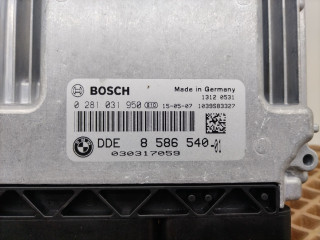 BOSCH
Made in Germany
1312 0531
0 281 031 950 15-05-07 1039S83327
DDE 8 586 540-01
030317059